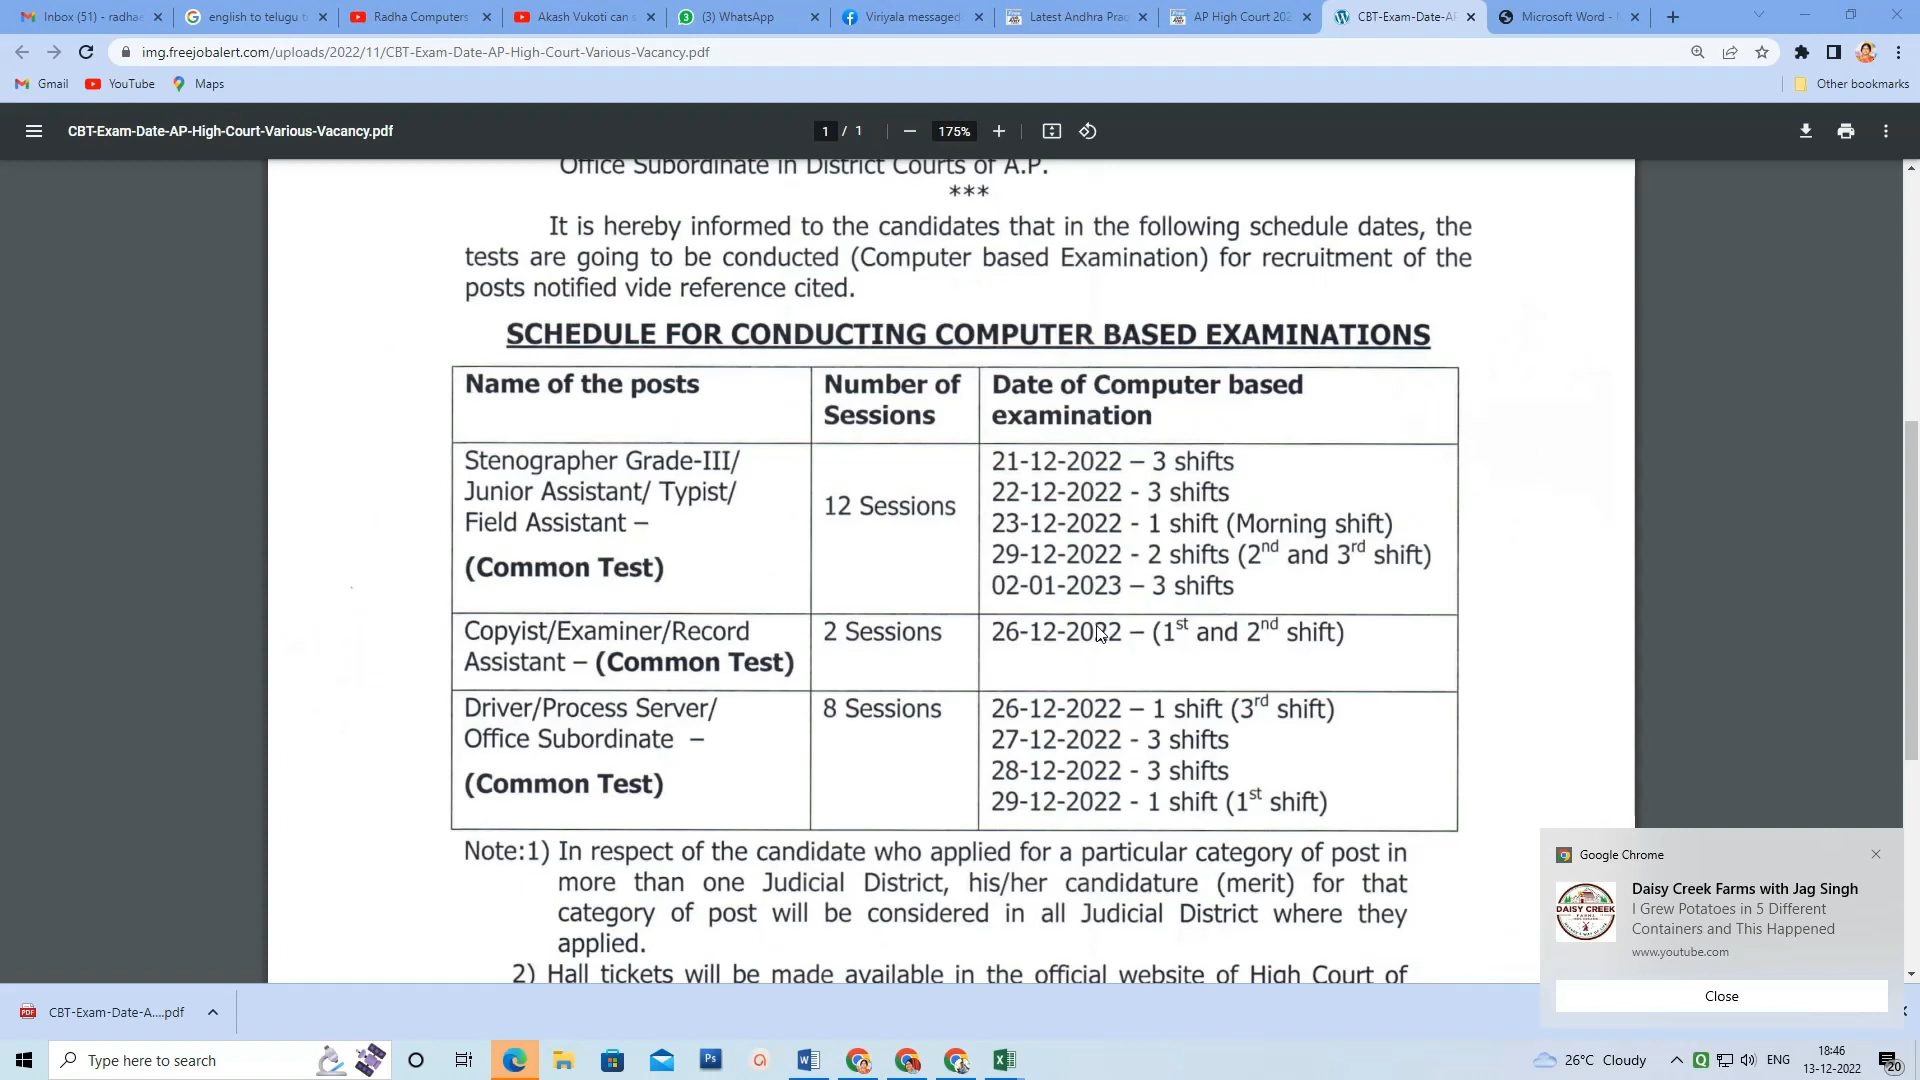 Inbox (51) - radhae
english to telugu t
Radha Computers
Akash Vukoti can s
(3) WhatsApp
Viriyala messaged
Latest Andhra Prad
AP High Court 202
CBT-Exam-Date-AP
Microsoft Word -
img.freejobalert.com/uploads/2022/11/CBT-Exam-Date-AP-High-Court-Various-Vacancy.pdf
Gmail
YouTube
Maps
Other bookmarks
CBT-Exam-Date-AP-High-Court-Various-Vacancy.pdf
1 / 1
175%
Office Subordinate in District Courts of A.P.
***
It is hereby informed to the candidates that in the following schedule dates, the
tests are going to be conducted (Computer based Examination) for recruitment of the
posts notified vide reference cited.
SCHEDULE FOR CONDUCTING COMPUTER BASED EXAMINATIONS
Name of the posts
Number of
Sessions
Date of Computer based
examination
Stenographer Grade-III/
Junior Assistant/ Typist/
Field Assistant –
(Common Test)
12 Sessions
21-12-2022 – 3 shifts
22-12-2022 - 3 shifts
23-12-2022 - 1 shift (Morning shift)
29-12-2022 - 2 shifts (2nd and 3rd shift)
02-01-2023 – 3 shifts
Copyist/Examiner/Record
Assistant – (Common Test)
2 Sessions
26-12-2022 – (1st and 2nd shift)
Driver/Process Server/
Office Subordinate –
(Common Test)
8 Sessions
26-12-2022 – 1 shift (3rd shift)
27-12-2022 - 3 shifts
28-12-2022 - 3 shifts
29-12-2022 - 1 shift (1st shift)
Note:1) In respect of the candidate who applied for a particular category of post in
more than one Judicial District, his/her candidature (merit) for that
category of post will be considered in all Judicial District where they
applied.
2) Hall tickets will be made available in the official website of High Court of
Google Chrome
DAISY CREEK
FARMS
Daisy Creek Farms with Jag Singh
I Grew Potatoes in 5 Different
Containers and This Happened
www.youtube.com
Close
CBT-Exam-Date-A....pdf
Type here to search
Ps
26°C Cloudy
ENG
18:46
13-12-2022
20